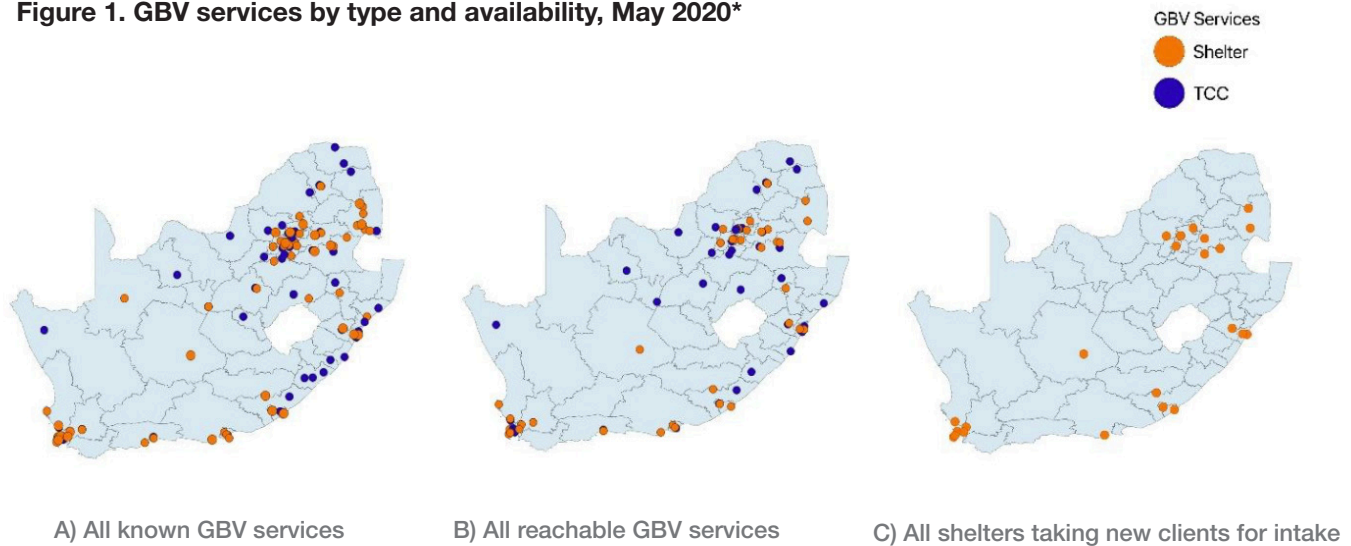 Figure 1. GBV services by type and availability, May 2020*
GBV Services
Shelter
TCC
A) All known GBV services
B) All reachable GBV services
C) All shelters taking new clients for intake